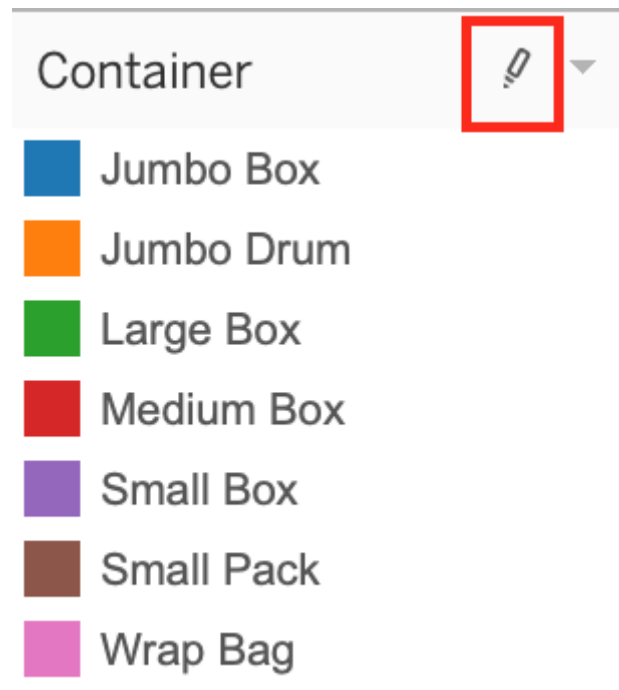 Container
Jumbo Box
Jumbo Drum
Large Box
Medium Box
Small Box
Small Pack
Wrap Bag